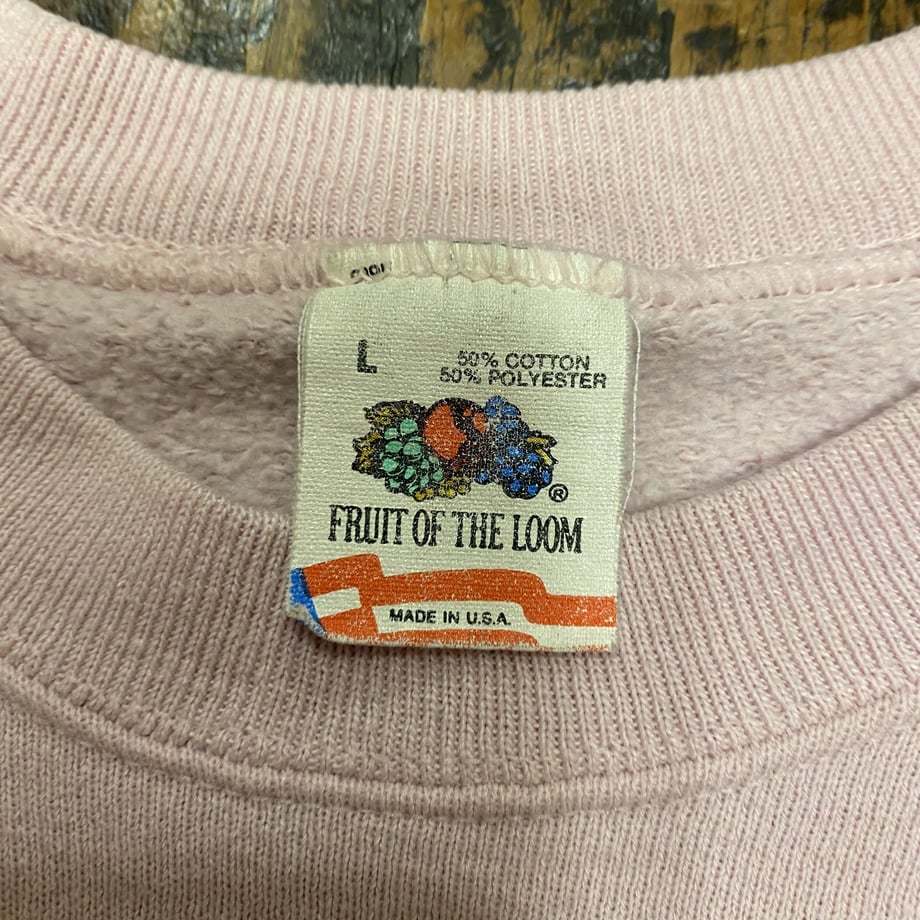 L
50% COTTON
50% POLYESTER
®
FRUIT OF THE LOOM
MADE IN U.S.A.